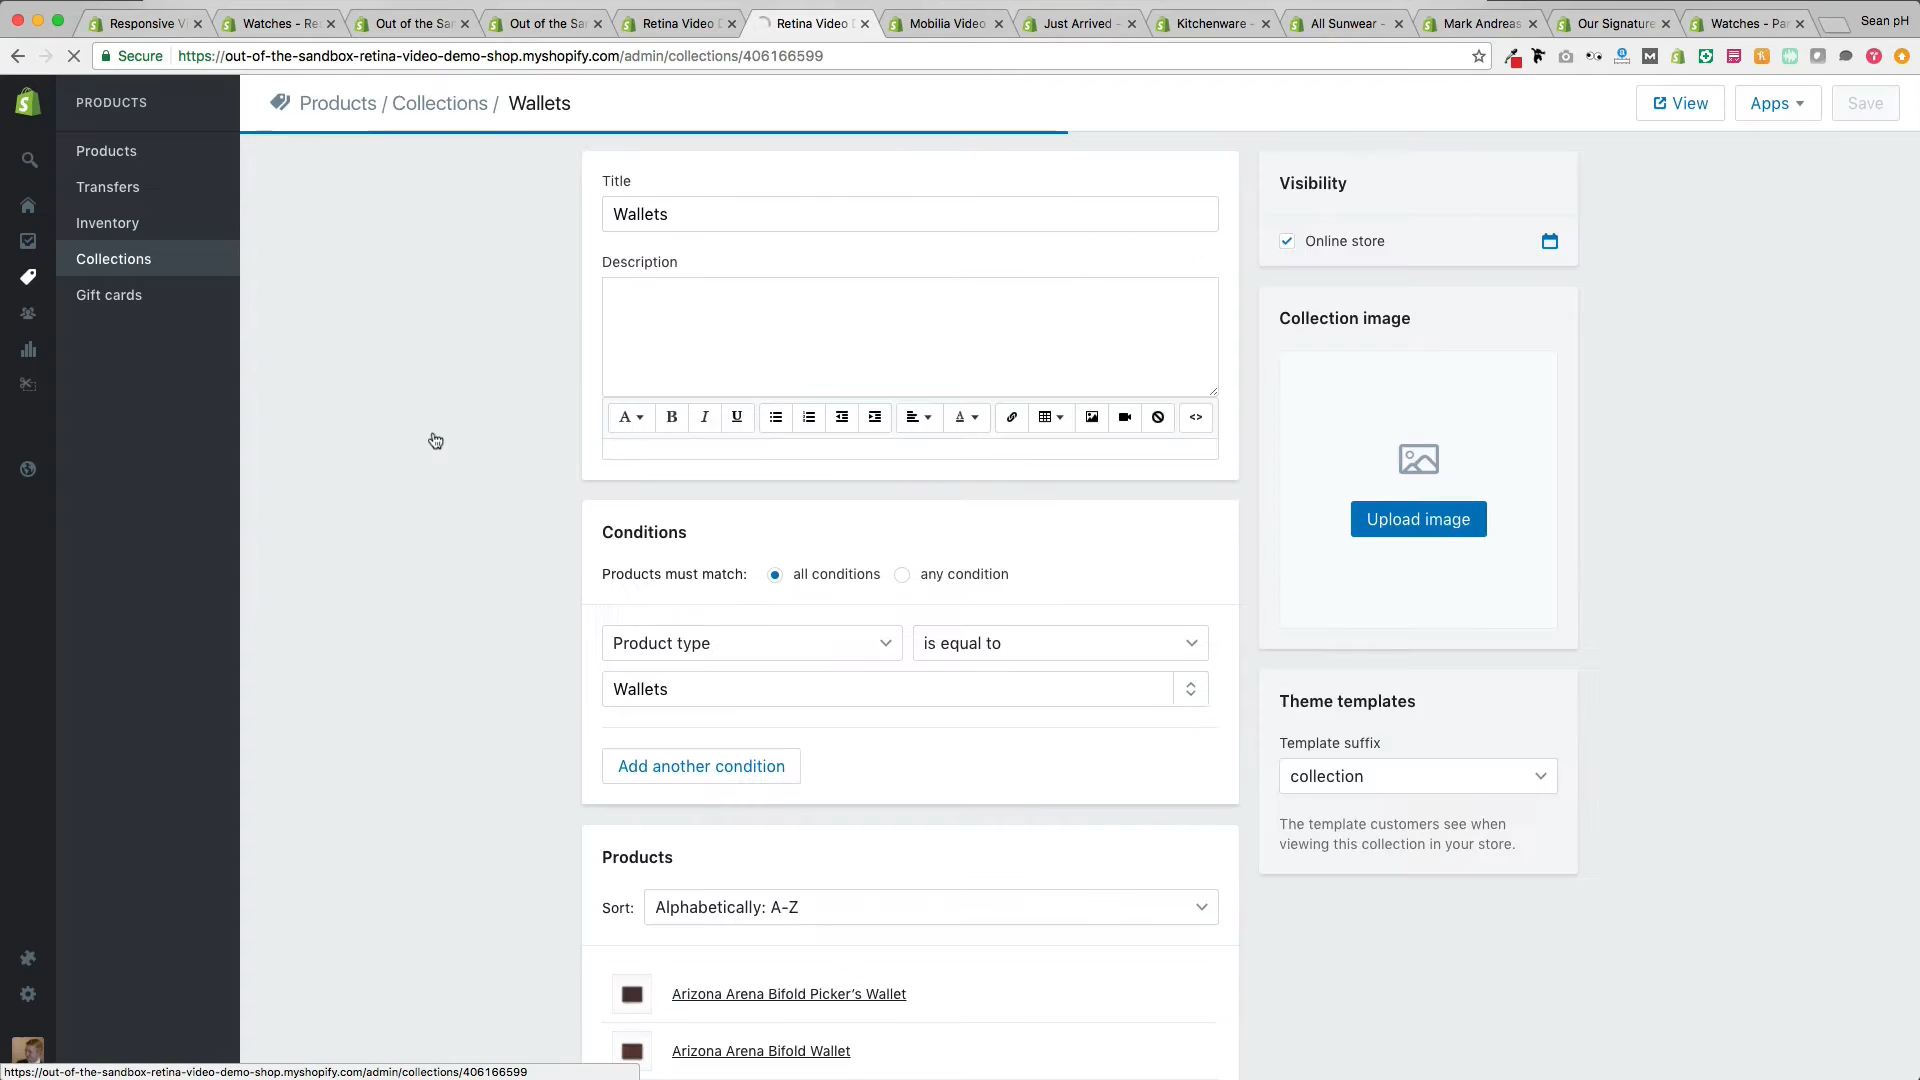 Responsive Vi
Watches - Re
Out of the Sa
Out of the Sa
Retina Video D
Retina Video D
Mobilia Video
Just Arrived -
Kitchenware -
All Sunwear -
Mark Andreas
Our Signature
Watches - Pa
Sean pH
Secure
https://out-of-the-sandbox-retina-video-demo-shop.myshopify.com/admin/collections/406166599
PRODUCTS
Products / Collections / Wallets
View
Apps
Save
Products
Transfers
Inventory
Collections
Gift cards
Title
Wallets
Description
A
B
I
U
A
<>
Conditions
Products must match:
all conditions
any condition
Product type
is equal to
Wallets
Add another condition
Products
Sort:
Alphabetically: A-Z
Arizona Arena Bifold Picker's Wallet
Arizona Arena Bifold Wallet
Visibility
Online store
Collection image
Upload image
Theme templates
Template suffix
collection
The template customers see when
viewing this collection in your store.
https://out-of-the-sandbox-retina-video-demo-shop.myshopify.com/admin/collections/406166599